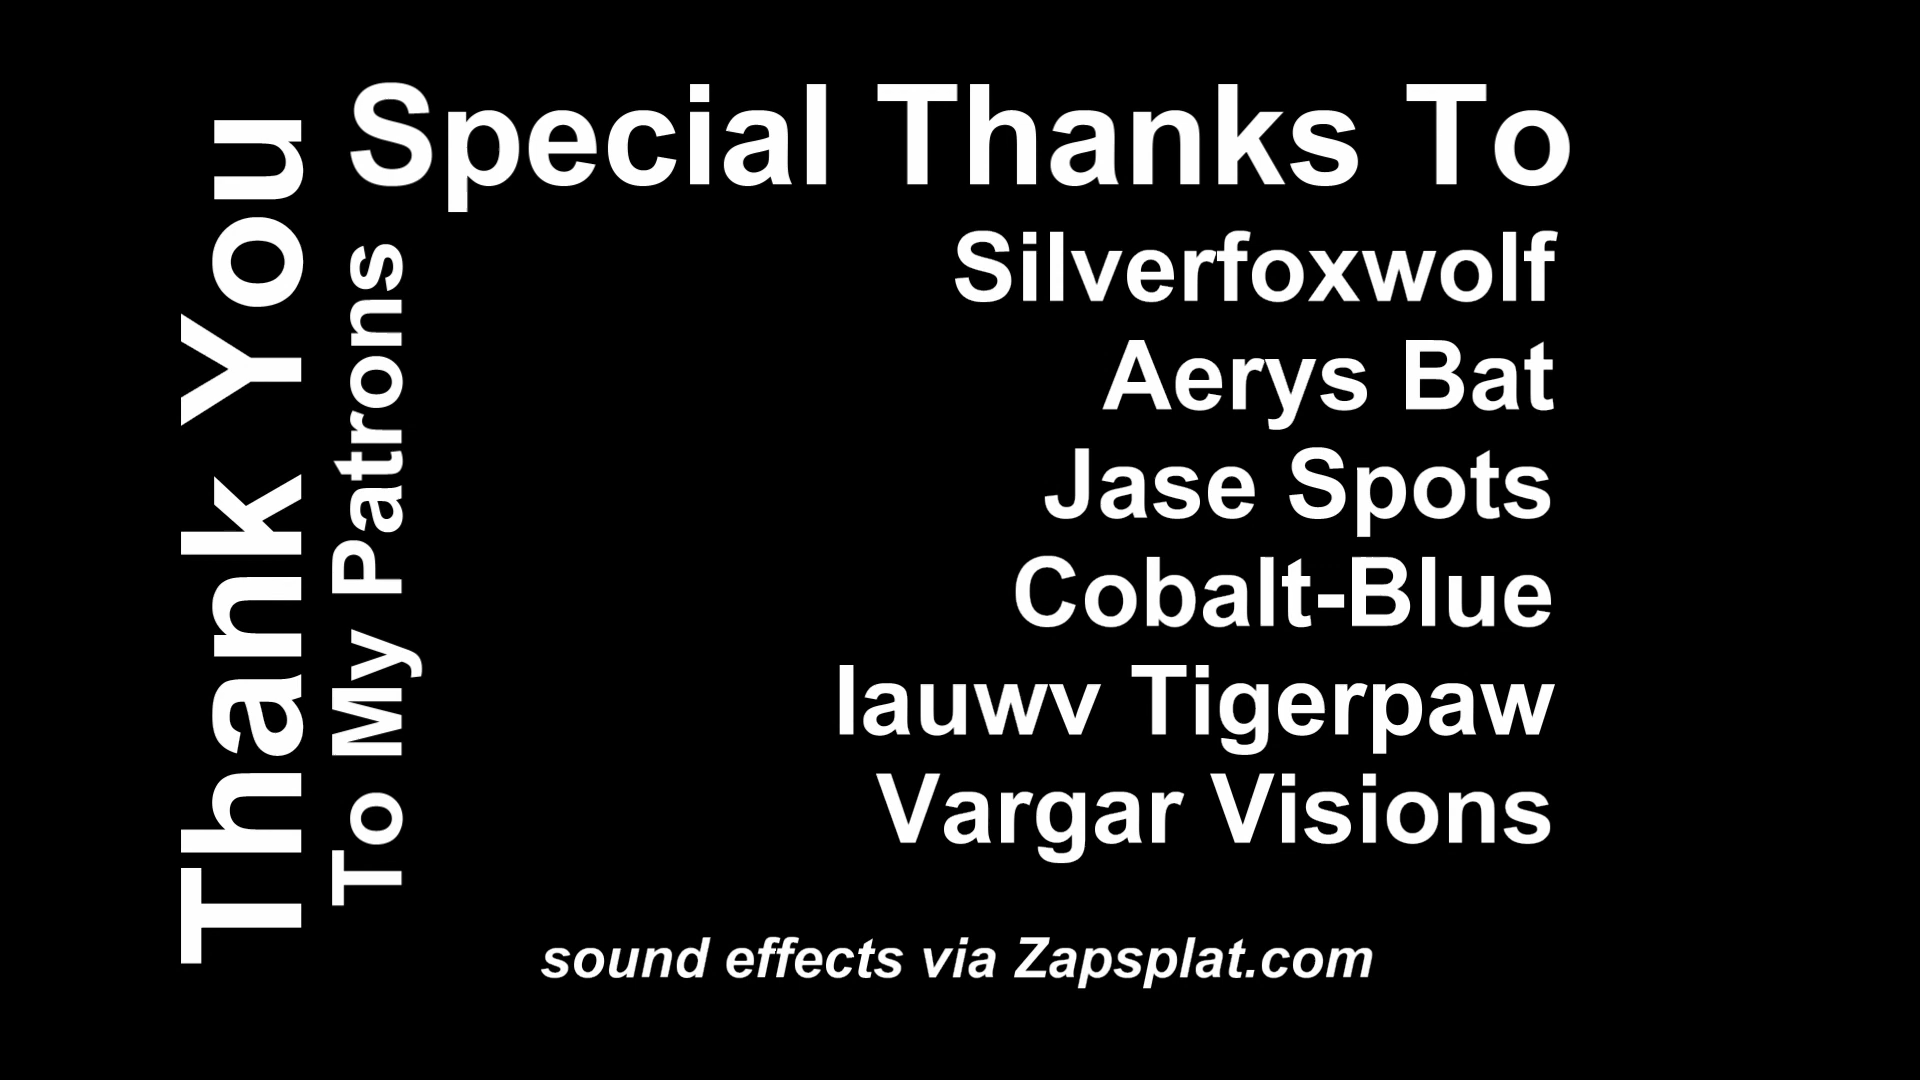 Thank You
To My Patrons
Special Thanks To
Silverfoxwolf
Aerys Bat
Jase Spots
Cobalt-Blue
lauwv Tigerpaw
Vargar Visions
sound effects via Zapsplat.com